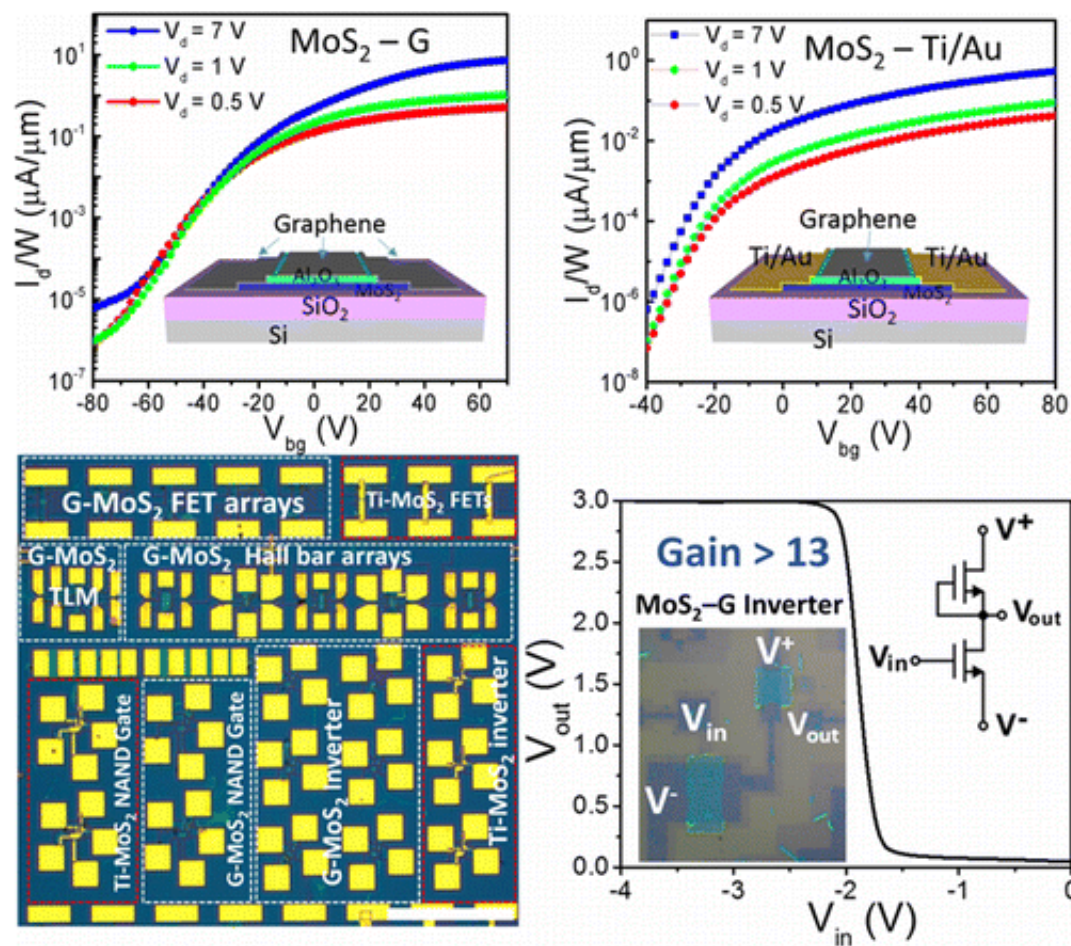 V_d = 7 V
V_d = 1 V
V_d = 0.5 V
MoS₂ – G
10¹
10⁰
10⁻¹
10⁻³
10⁻⁵
10⁻⁷
I_d/W (μA/μm)
Graphene
Al₂O₃
MoS₂
SiO₂
Si
-80 -60 -40 -20 0 20 40 60
V_bg (V)
V_d = 7 V
V_d = 1 V
V_d = 0.5 V
MoS₂ – Ti/Au
10⁰
10⁻²
10⁻⁴
10⁻⁶
10⁻⁸
I_d/W (μA/μm)
Graphene
Ti/Au
Ti/Au
Al₂O₃
MoS₂
SiO₂
Si
-40 -20 0 20 40 60 80
V_bg (V)
G-MoS₂ FET arrays
Ti-MoS₂ FETs
G-MoS₂
TLM
G-MoS₂ Hall bar arrays
Ti-MoS₂ NAND Gate
G-MoS₂ NAND Gate
G-MoS₂ Inverter
Ti-MoS₂ inverter
3.0
2.5
2.0
1.5
1.0
0.5
0.0
V_out (V)
Gain > 13
MoS₂–G Inverter
V⁺
V_in
V_out
V⁻
V⁺
V_out
V_in
V⁻
-4 -3 -2 -1 0
V_in (V)